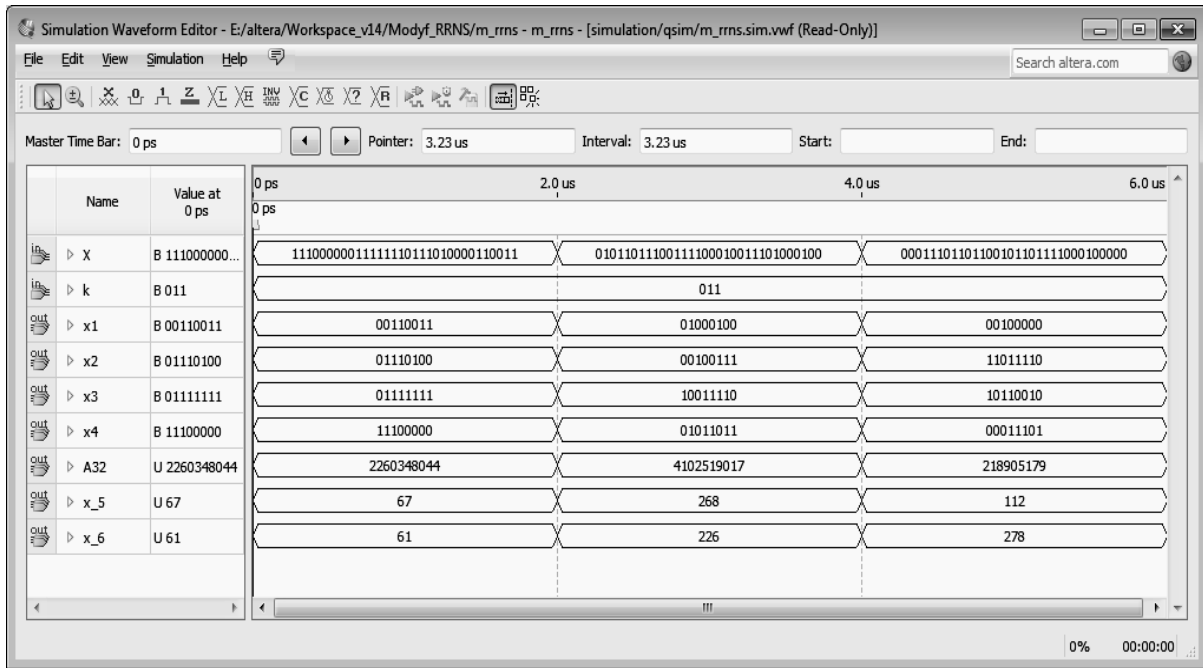 Simulation Waveform Editor - E:/altera/Workspace_v14/Modyf_RRNS/m_rrns - m_rrns - [simulation/qsim/m_rrns.sim.vwf (Read-Only)]
File Edit View Simulation Help
Search altera.com
Master Time Bar: 0 ps Pointer: 3.23 us Interval: 3.23 us Start: End:
Name Value at 0 ps 0 ps 2.0 us 4.0 us 6.0 us
0 ps
X B 111000000... 11100000011111110111010000110011 01011011100111100010011101000100 00011101101100101101111000100000
k B 011 011
x1 B 00110011 00110011 01000100 00100000
x2 B 01110100 01110100 00100111 11011110
x3 B 01111111 01111111 10011110 10110010
x4 B 11100000 11100000 01011011 00011101
A32 U 2260348044 2260348044 4102519017 218905179
x_5 U 67 67 268 112
x_6 U 61 61 226 278
0% 00:00:00